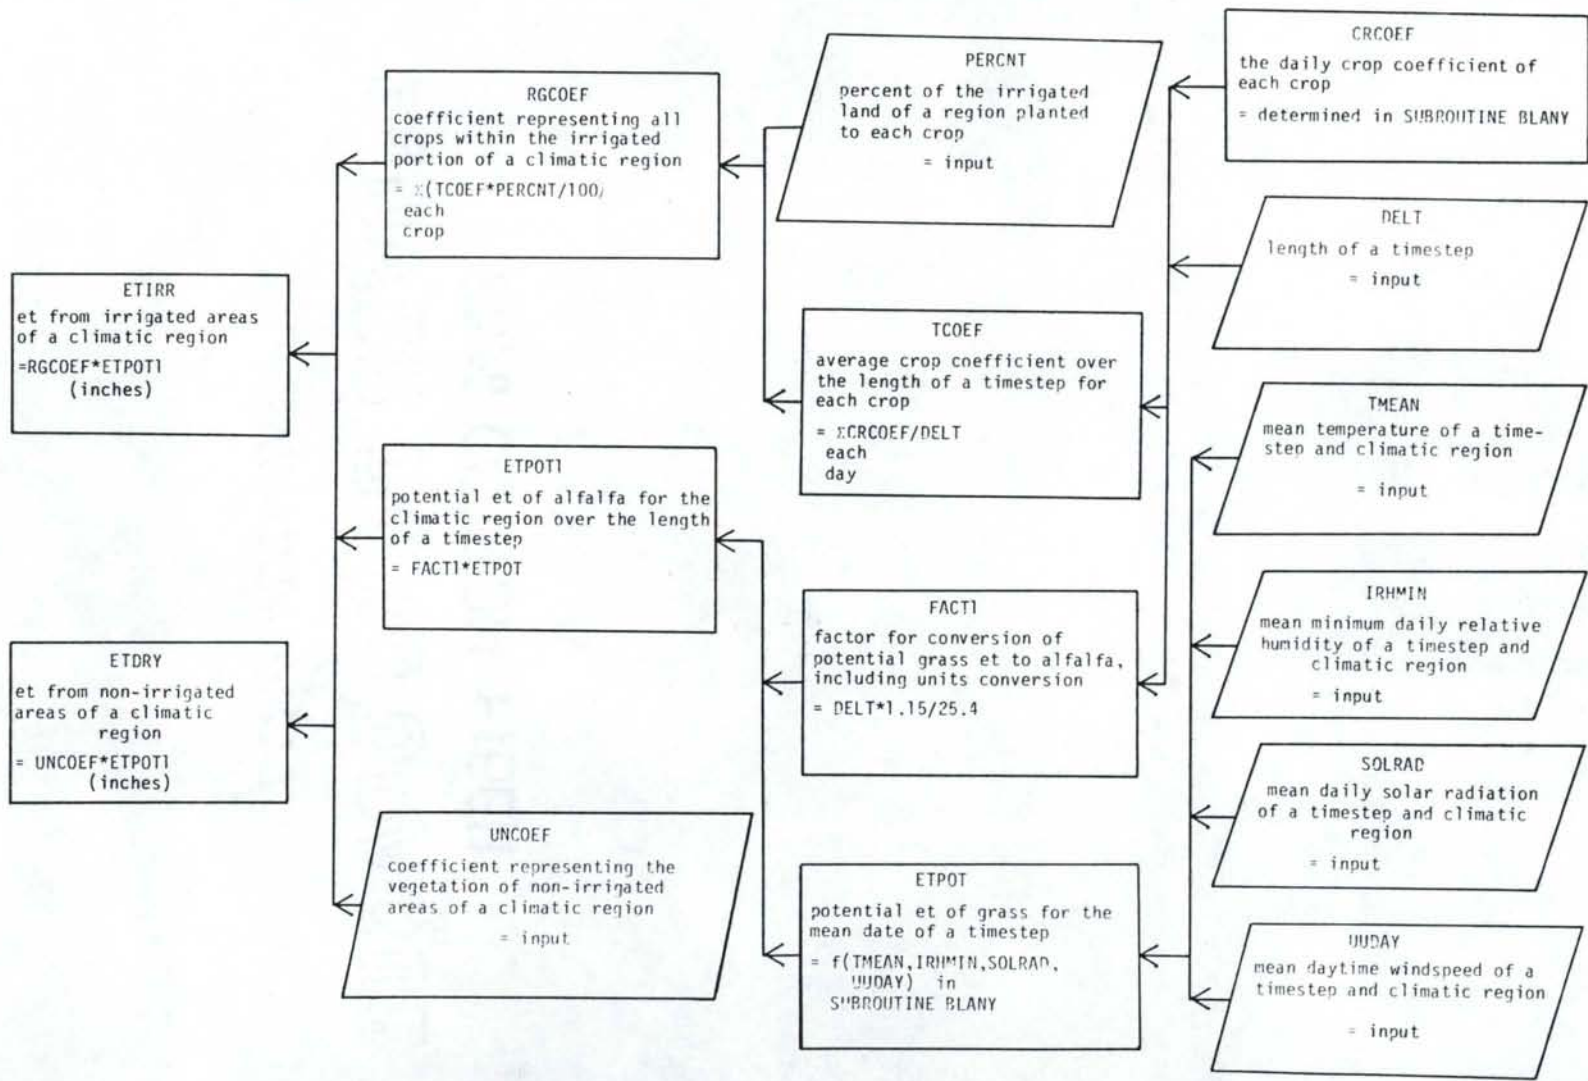 ETIRR
et from irrigated areas
of a climatic region
=RGCOEF*ETPOT1
(inches)
ETDRY
et from non-irrigated
areas of a climatic
region
= UNCOEF*ETPOT1
(inches)
RGCOEF
coefficient representing all
crops within the irrigated
portion of a climatic region
= Σ(TCOEF*PERCNT/100)
each
crop
ETPOT1
potential et of alfalfa for the
climatic region over the length
of a timestep
= FACT1*ETPOT
UNCOEF
coefficient representing the
vegetation of non-irrigated
areas of a climatic region
= input
PERCNT
percent of the irrigated
land of a region planted
to each crop
= input
TCOEF
average crop coefficient over
the length of a timestep for
each crop
= ΣCRCOEF/DELT
each
day
FACT1
factor for conversion of
potential grass et to alfalfa,
including units conversion
= DELT*1.15/25.4
ETPOT
potential et of grass for the
mean date of a timestep
= f(TMEAN,IRHMIN,SOLRAD,
UUDAY) in
SUBROUTINE BLANY
CRCOEF
the daily crop coefficient of
each crop
= determined in SUBROUTINE BLANY
DELT
length of a timestep
= input
TMEAN
mean temperature of a time-
step and climatic region
= input
IRHMIN
mean minimum daily relative
humidity of a timestep and
climatic region
= input
SOLRAD
mean daily solar radiation
of a timestep and climatic
region
= input
UUDAY
mean daytime windspeed of a
timestep and climatic region
= input